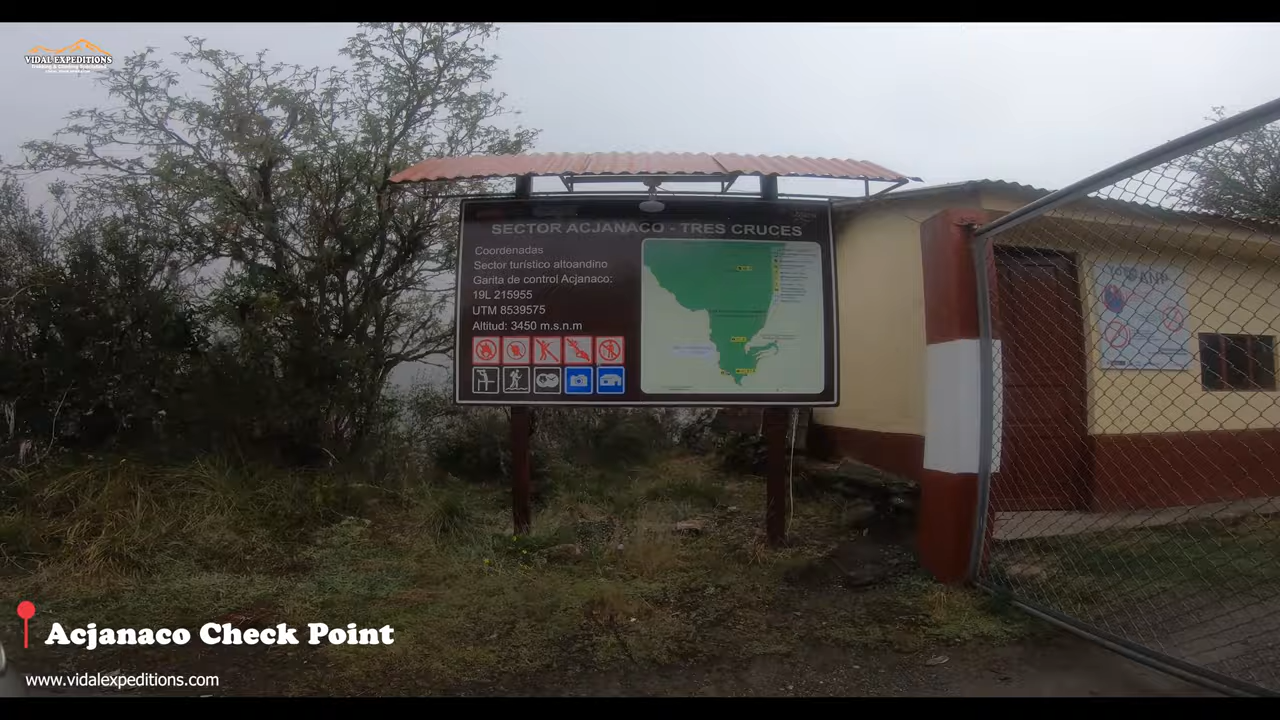 VIDAL EXPEDITIONS
SECTOR ACJANACO - TRES CRUCES
Coordenadas
Sector turístico altoandino
Garita de control Acjanaco:
19L 215955
UTM 8539575
Altitud: 3450 m.s.n.m
ANP
Acjanaco Check Point
www.vidalexpeditions.com